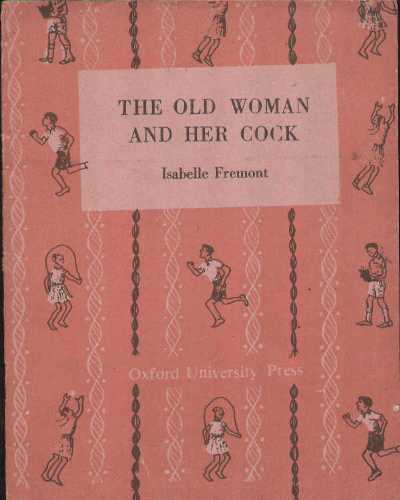 THE OLD WOMAN
AND HER COCK
Isabelle Fremont
Oxford University Press